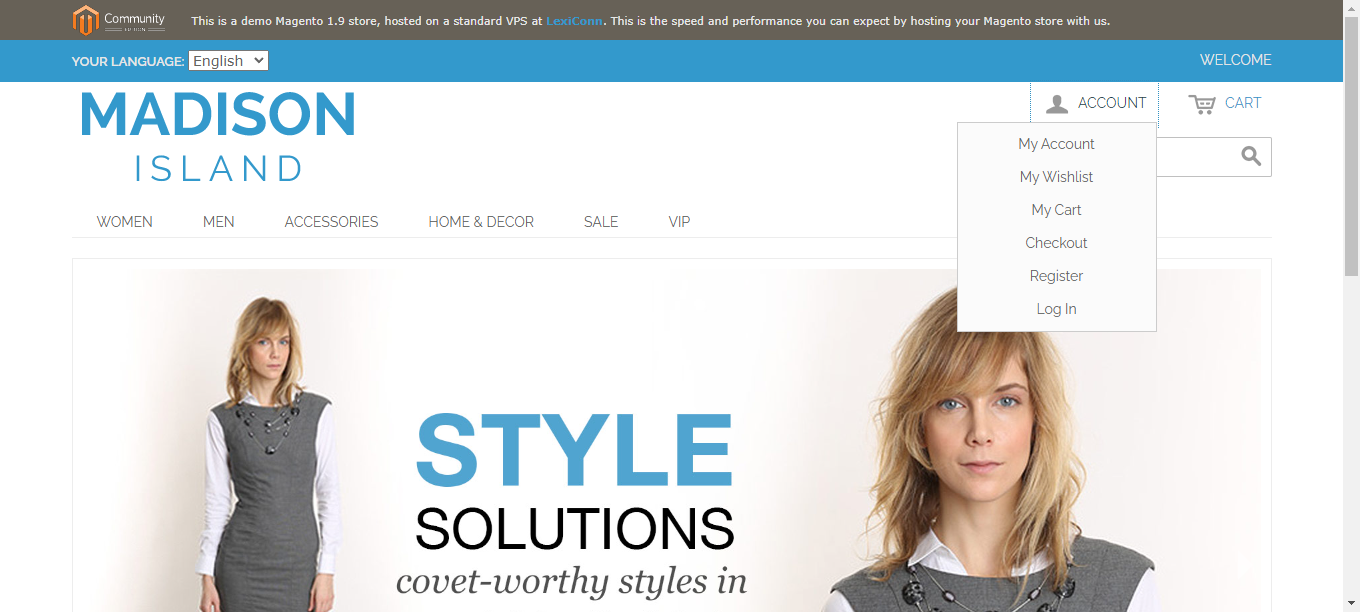 Community
This is a demo Magento 1.9 store, hosted on a standard VPS at LexiConn. This is the speed and performance you can expect by hosting your Magento store with us.
YOUR LANGUAGE: English
WELCOME
MADISON
ISLAND
ACCOUNT
CART
My Account
My Wishlist
My Cart
Checkout
Register
Log In
WOMEN MEN ACCESSORIES HOME & DECOR SALE VIP
STYLE
SOLUTIONS
covet-worthy styles in